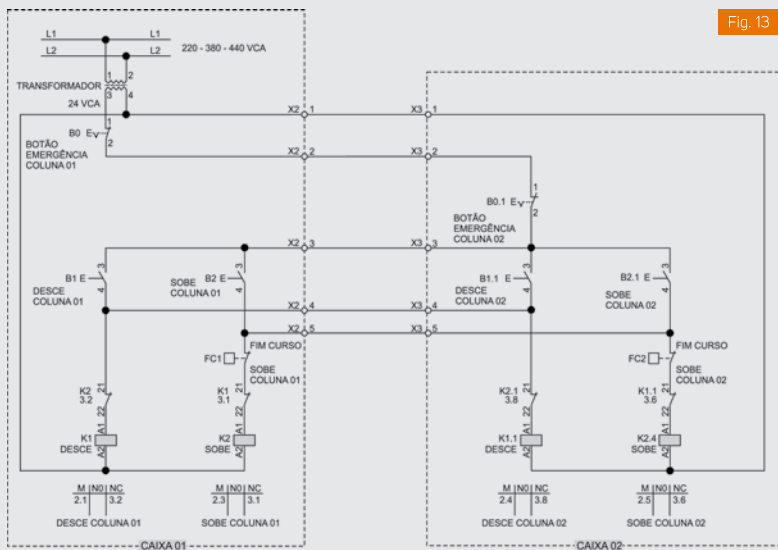 Fig. 13
L1 L1
L2 L2
220 - 380 - 440 VCA
1 2
TRANSFORMADOR
3 4
24 VCA
X2 1 X3 1
1
B0 E
2
BOTÃO
EMERGÊNCIA
COLUNA 01
X2 2 X3 2
1
B0.1 E
2
BOTÃO
EMERGÊNCIA
COLUNA 02
X2 3 X3 3
3 3 3 3
B1 E B2 E B1.1 E B2.1 E
4 4 4 4
DESCE
COLUNA 01
SOBE
COLUNA 01
DESCE
COLUNA 02
SOBE
COLUNA 02
X2 4 X3 4
X2 5 X3 5
FIM CURSO
FC1
SOBE
COLUNA 01
FIM CURSO
FC2
SOBE
COLUNA 02
K2
3.2
21
22
K1
3.1
21
22
K2.1
3.8
21
22
K1.1
3.6
21
22
A1
K1
DESCE
A2
A1
K2
SOBE
A2
A1
K1.1
DESCE
A2
A1
K2.4
SOBE
A2
M N0 NC
2.1 3.2
DESCE COLUNA 01
M N0 NC
2.3 3.1
SOBE COLUNA 01
M N0 NC
2.4 3.8
DESCE COLUNA 02
M N0 NC
2.5 3.6
SOBE COLUNA 02
CAIXA 01
CAIXA 02